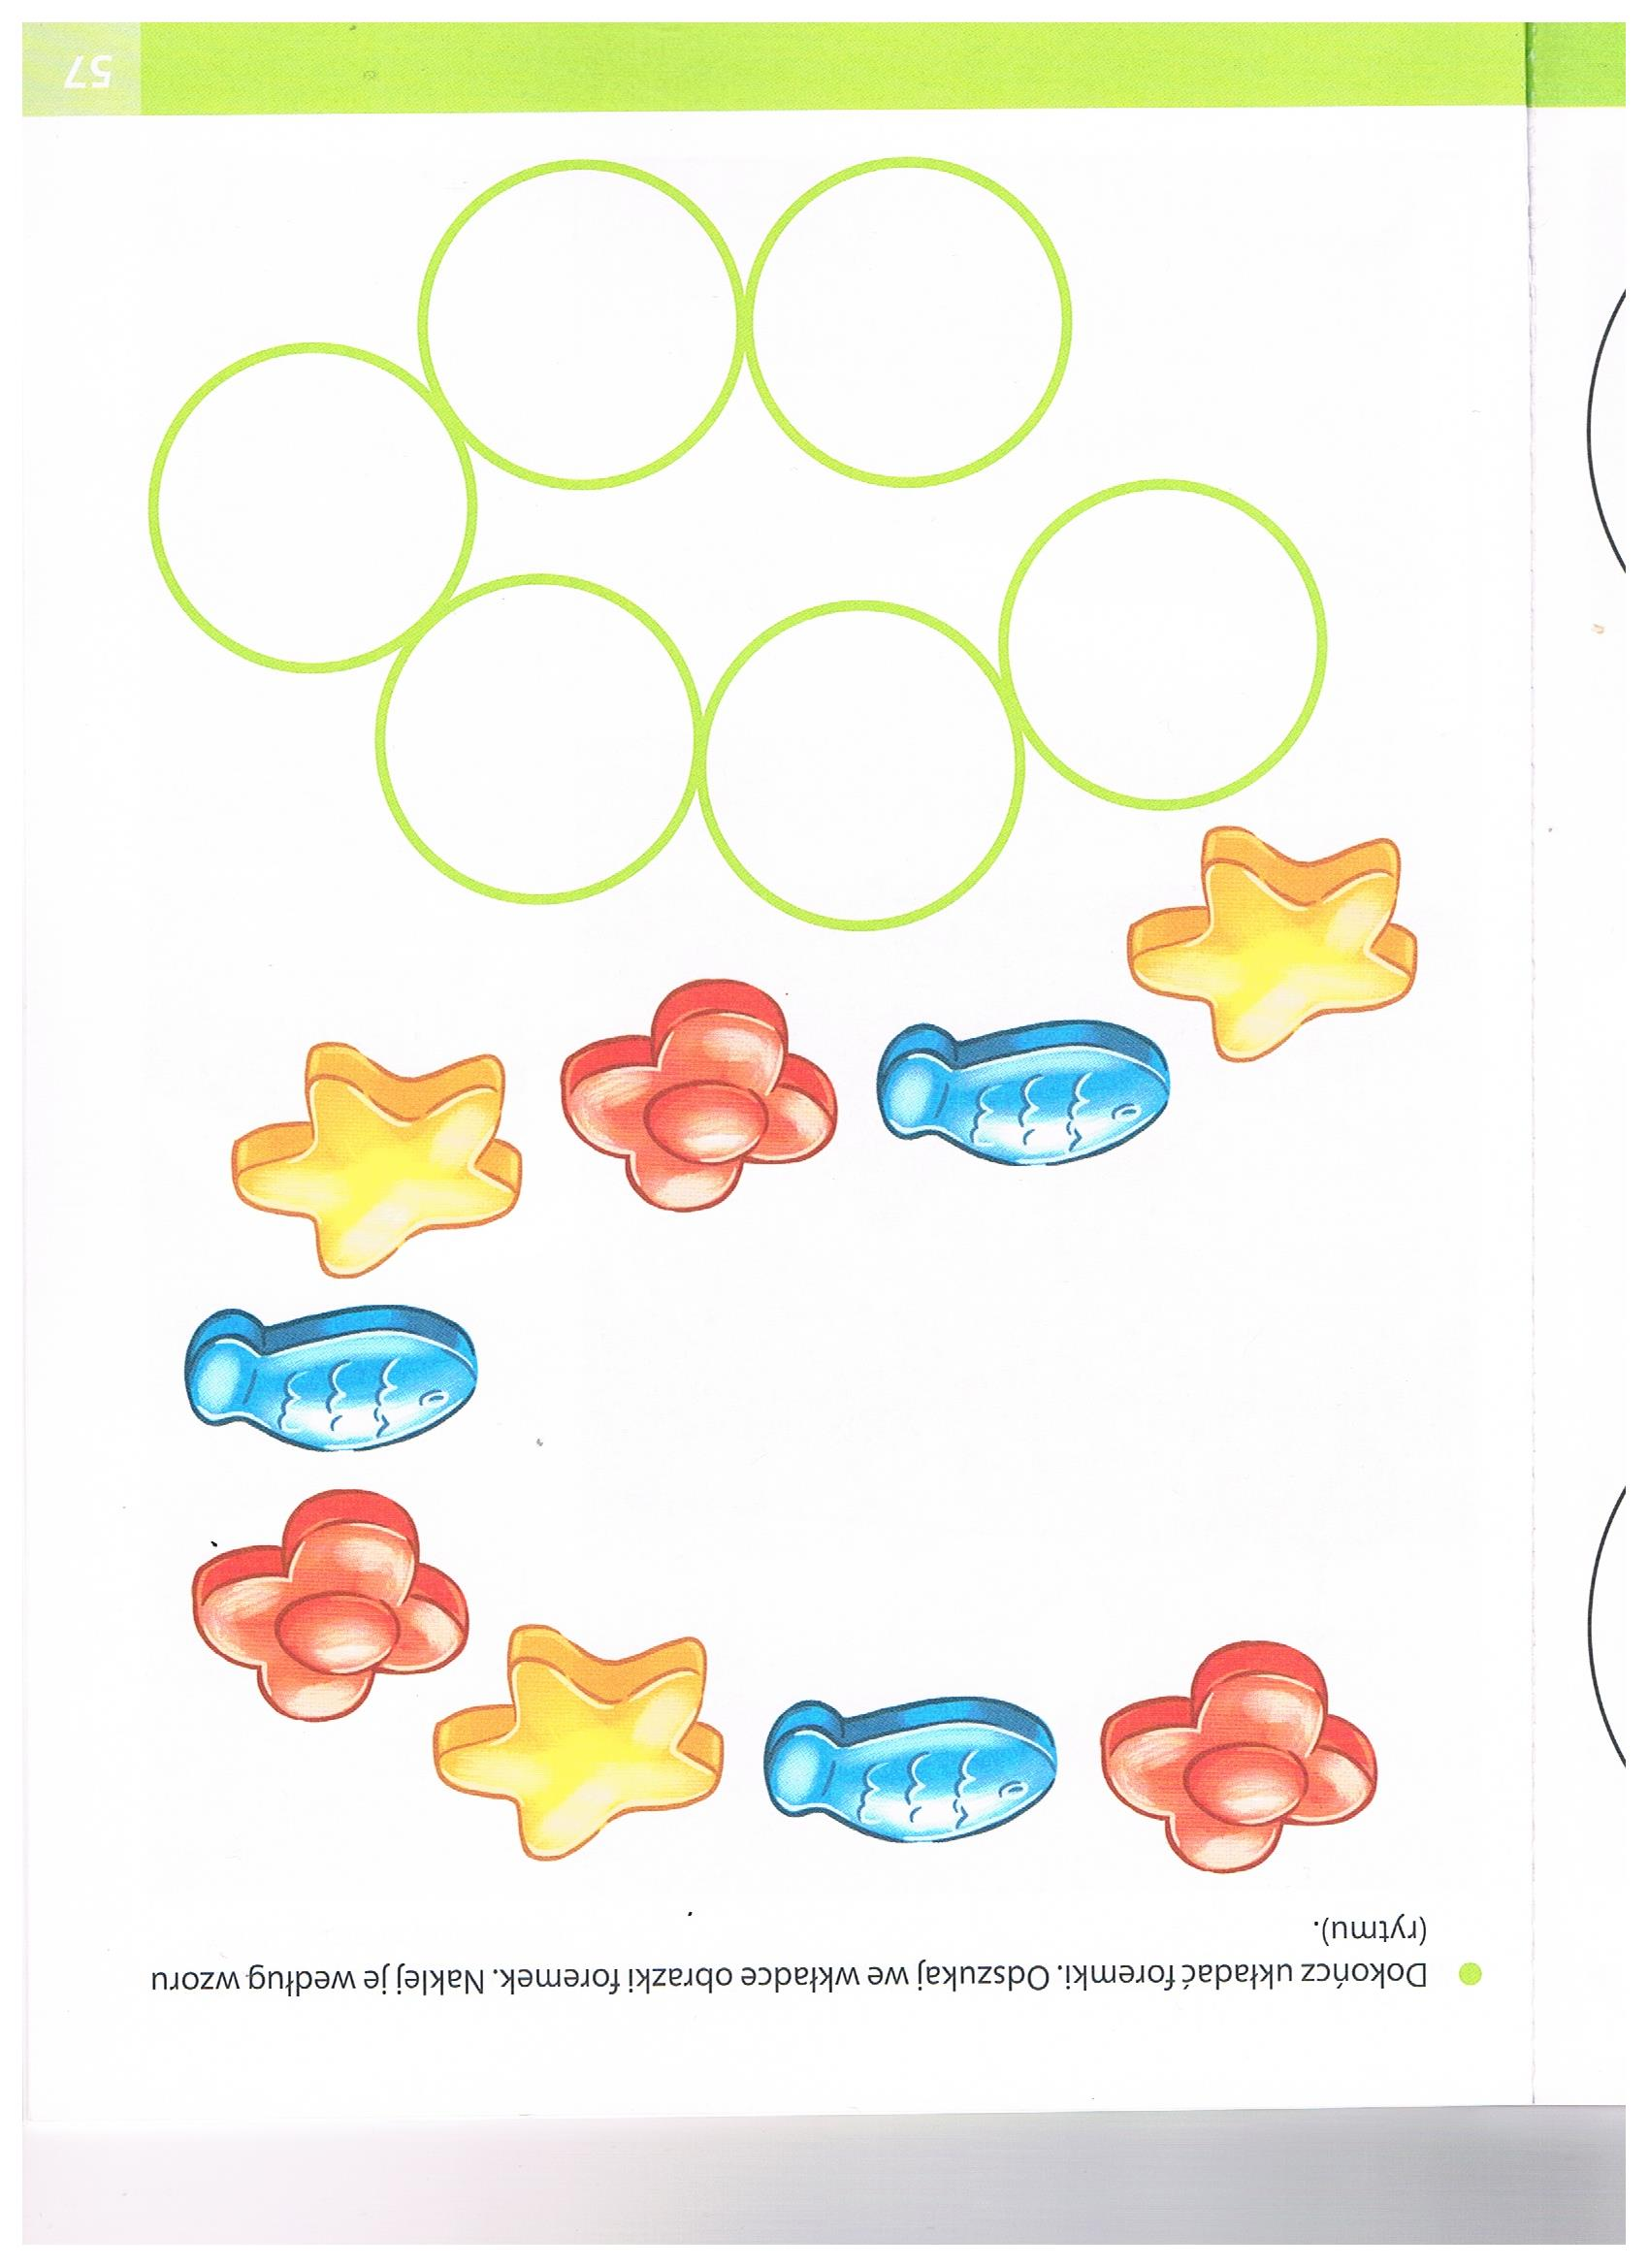 Dokończ układać foremki. Odszukaj we wkładce obrazki foremek. Naklej je według wzoru
(rytmu).
57